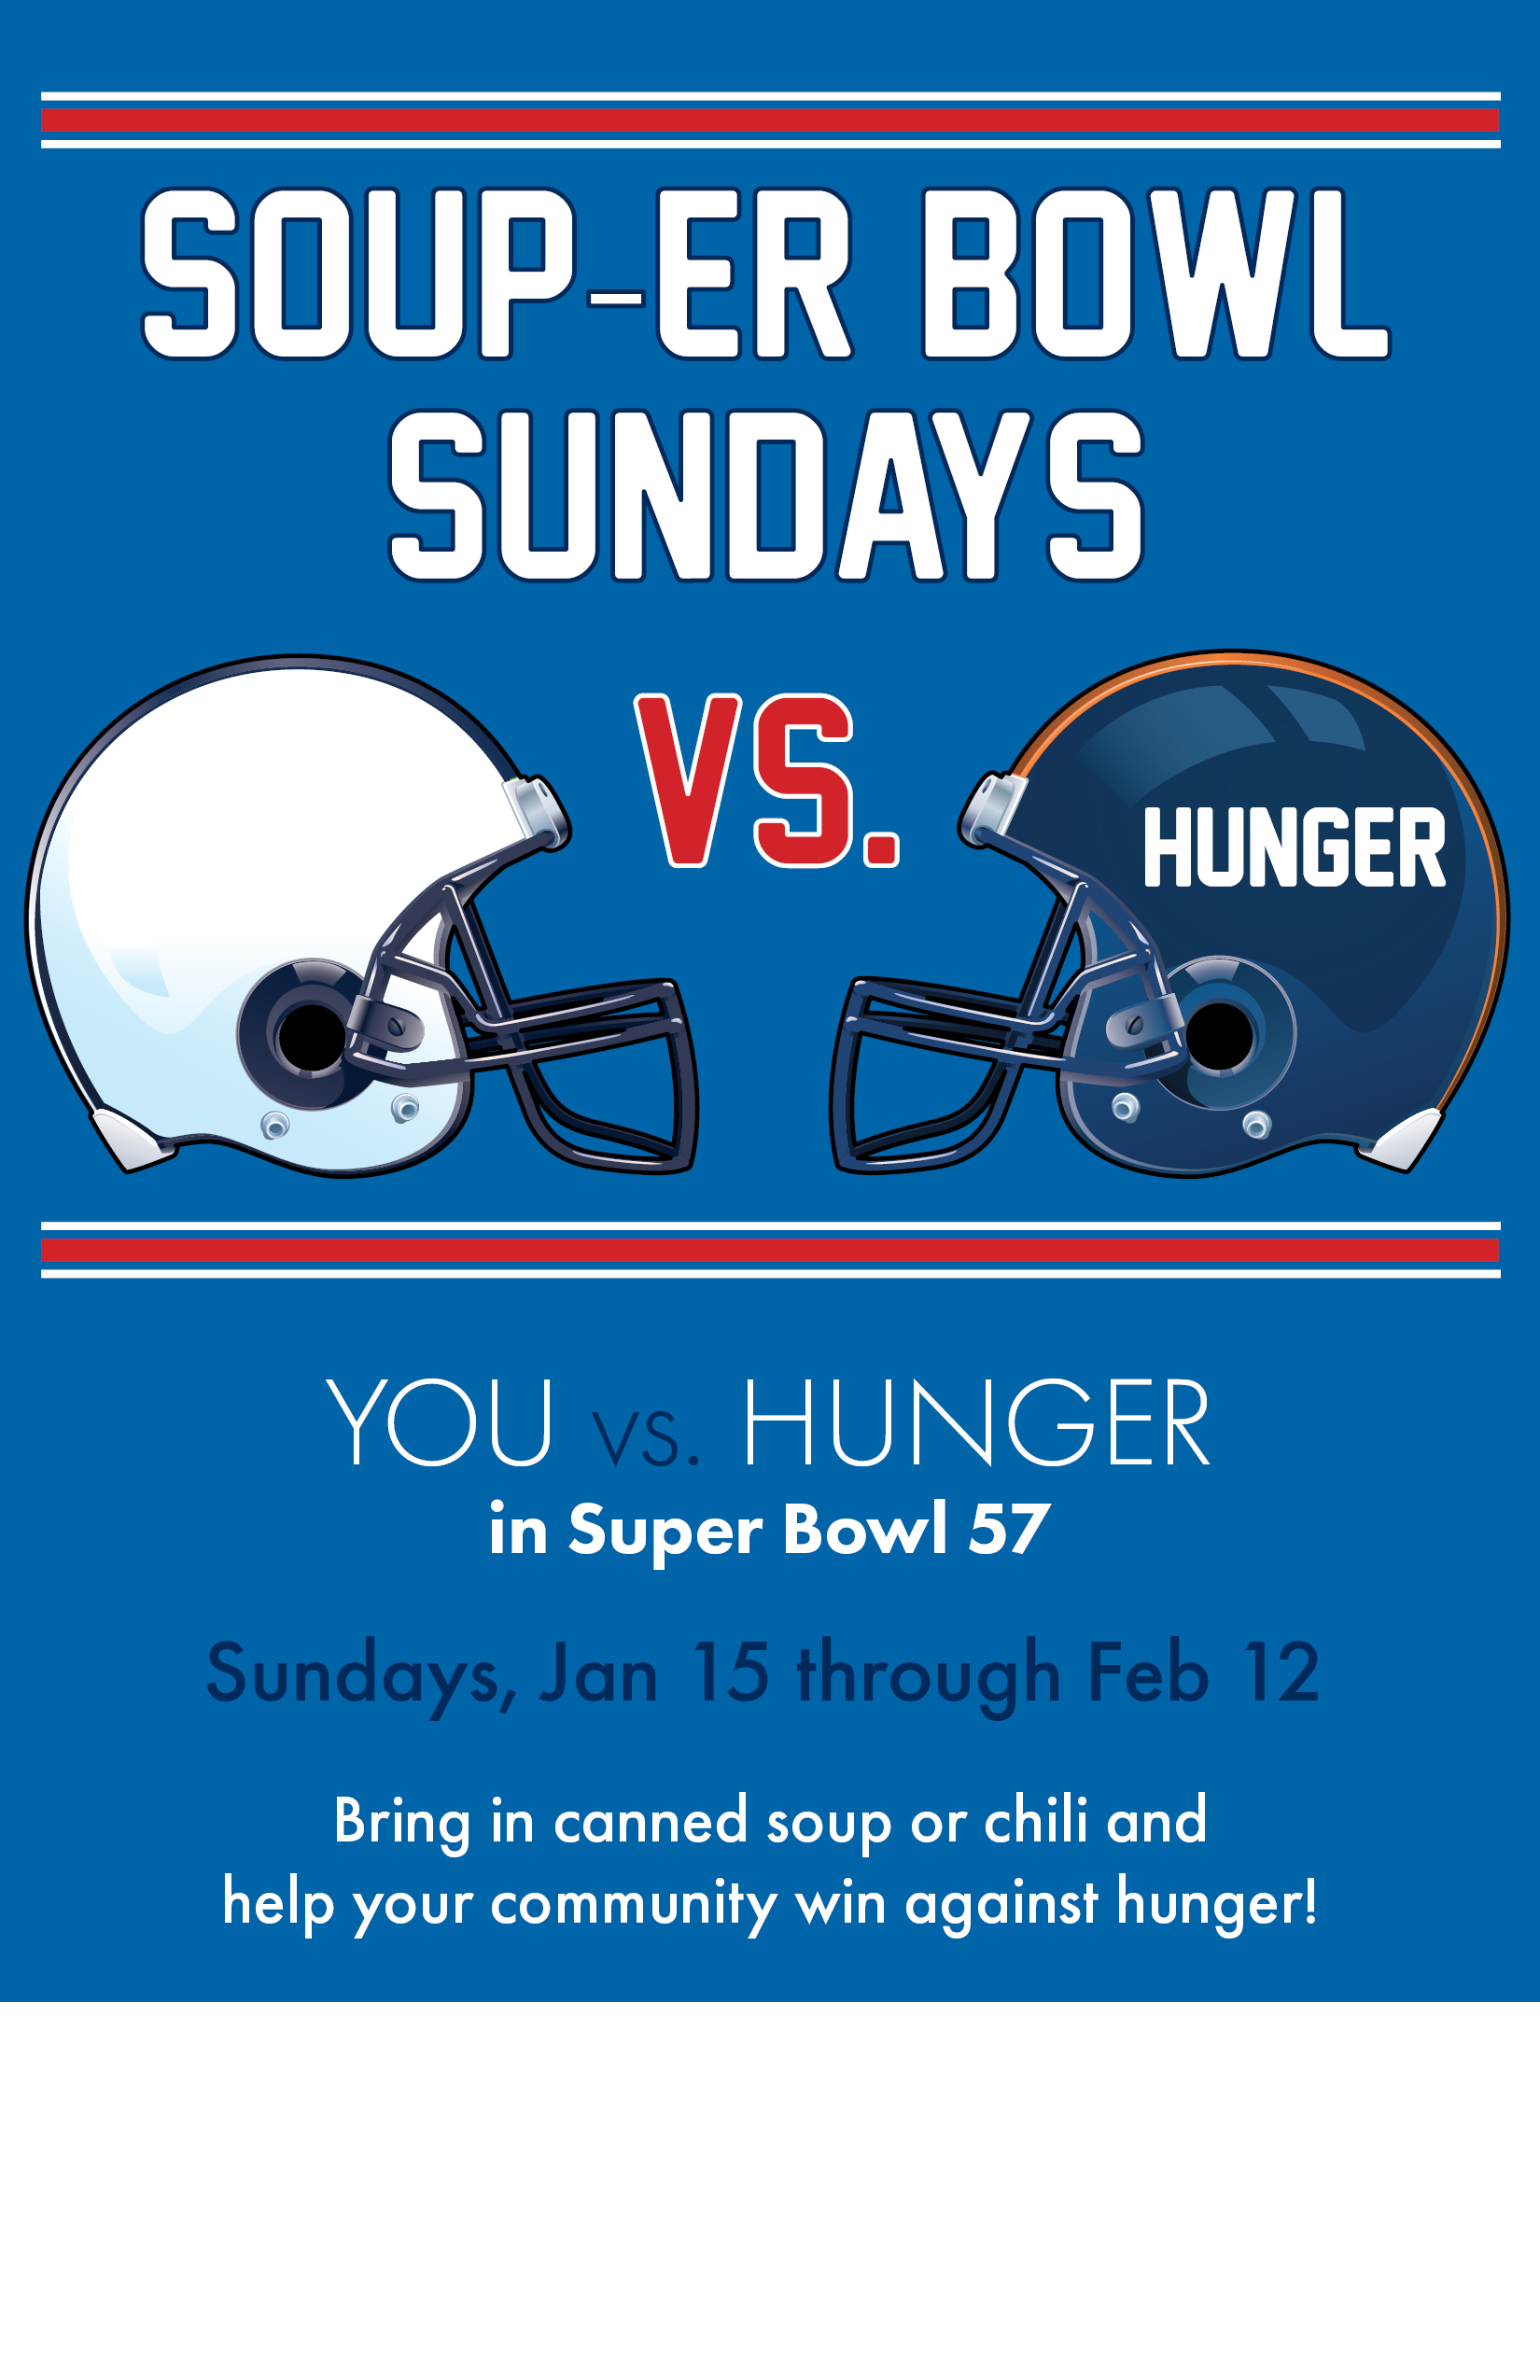 SOUP-ER BOWL
SUNDAYS
VS.
HUNGER
YOU vs. HUNGER
in Super Bowl 57
Sundays, Jan 15 through Feb 12
Bring in canned soup or chili and
help your community win against hunger!